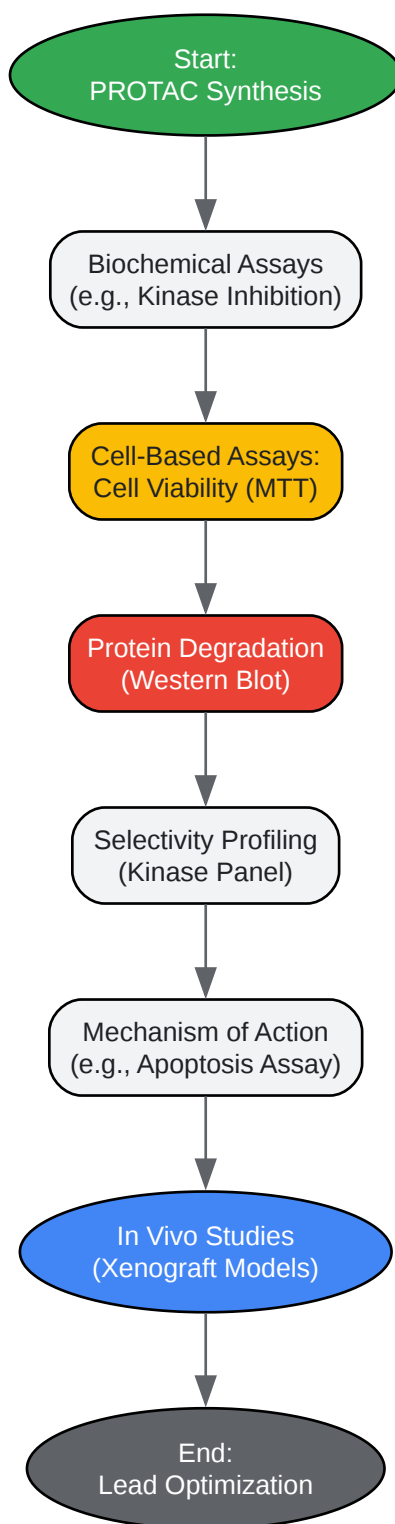 Start:
PROTAC Synthesis
Biochemical Assays
(e.g., Kinase Inhibition)
Cell-Based Assays:
Cell Viability (MTT)
Protein Degradation
(Western Blot)
Selectivity Profiling
(Kinase Panel)
Mechanism of Action
(e.g., Apoptosis Assay)
In Vivo Studies
(Xenograft Models)
End:
Lead Optimization